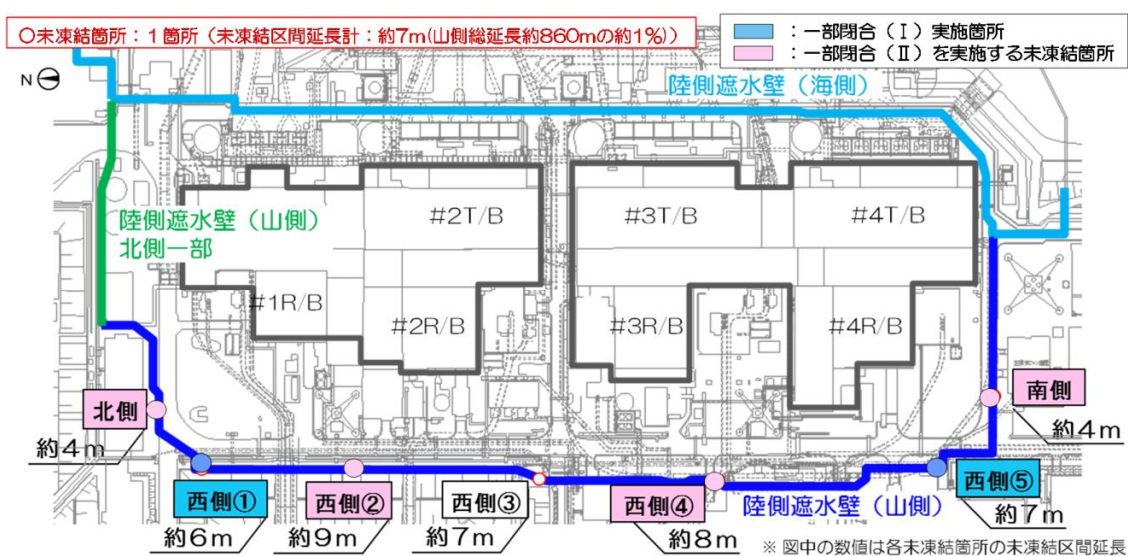 ○未凍結箇所：１箇所（未凍結区間延長計：約7m(山側総延長約860mの約1%)）
：一部閉合（Ⅰ）実施箇所
：一部閉合（Ⅱ）を実施する未凍結箇所
N
陸側遮水壁（海側）
陸側遮水壁（山側）
北側一部
#2T/B
#3T/B
#4T/B
#1R/B
#2R/B
#3R/B
#4R/B
北側
約4m
南側
約4m
西側①
約6m
西側②
約9m
西側③
約7m
西側④
約8m
陸側遮水壁（山側）
西側⑤
約7m
※ 図中の数値は各未凍結箇所の未凍結区間延長